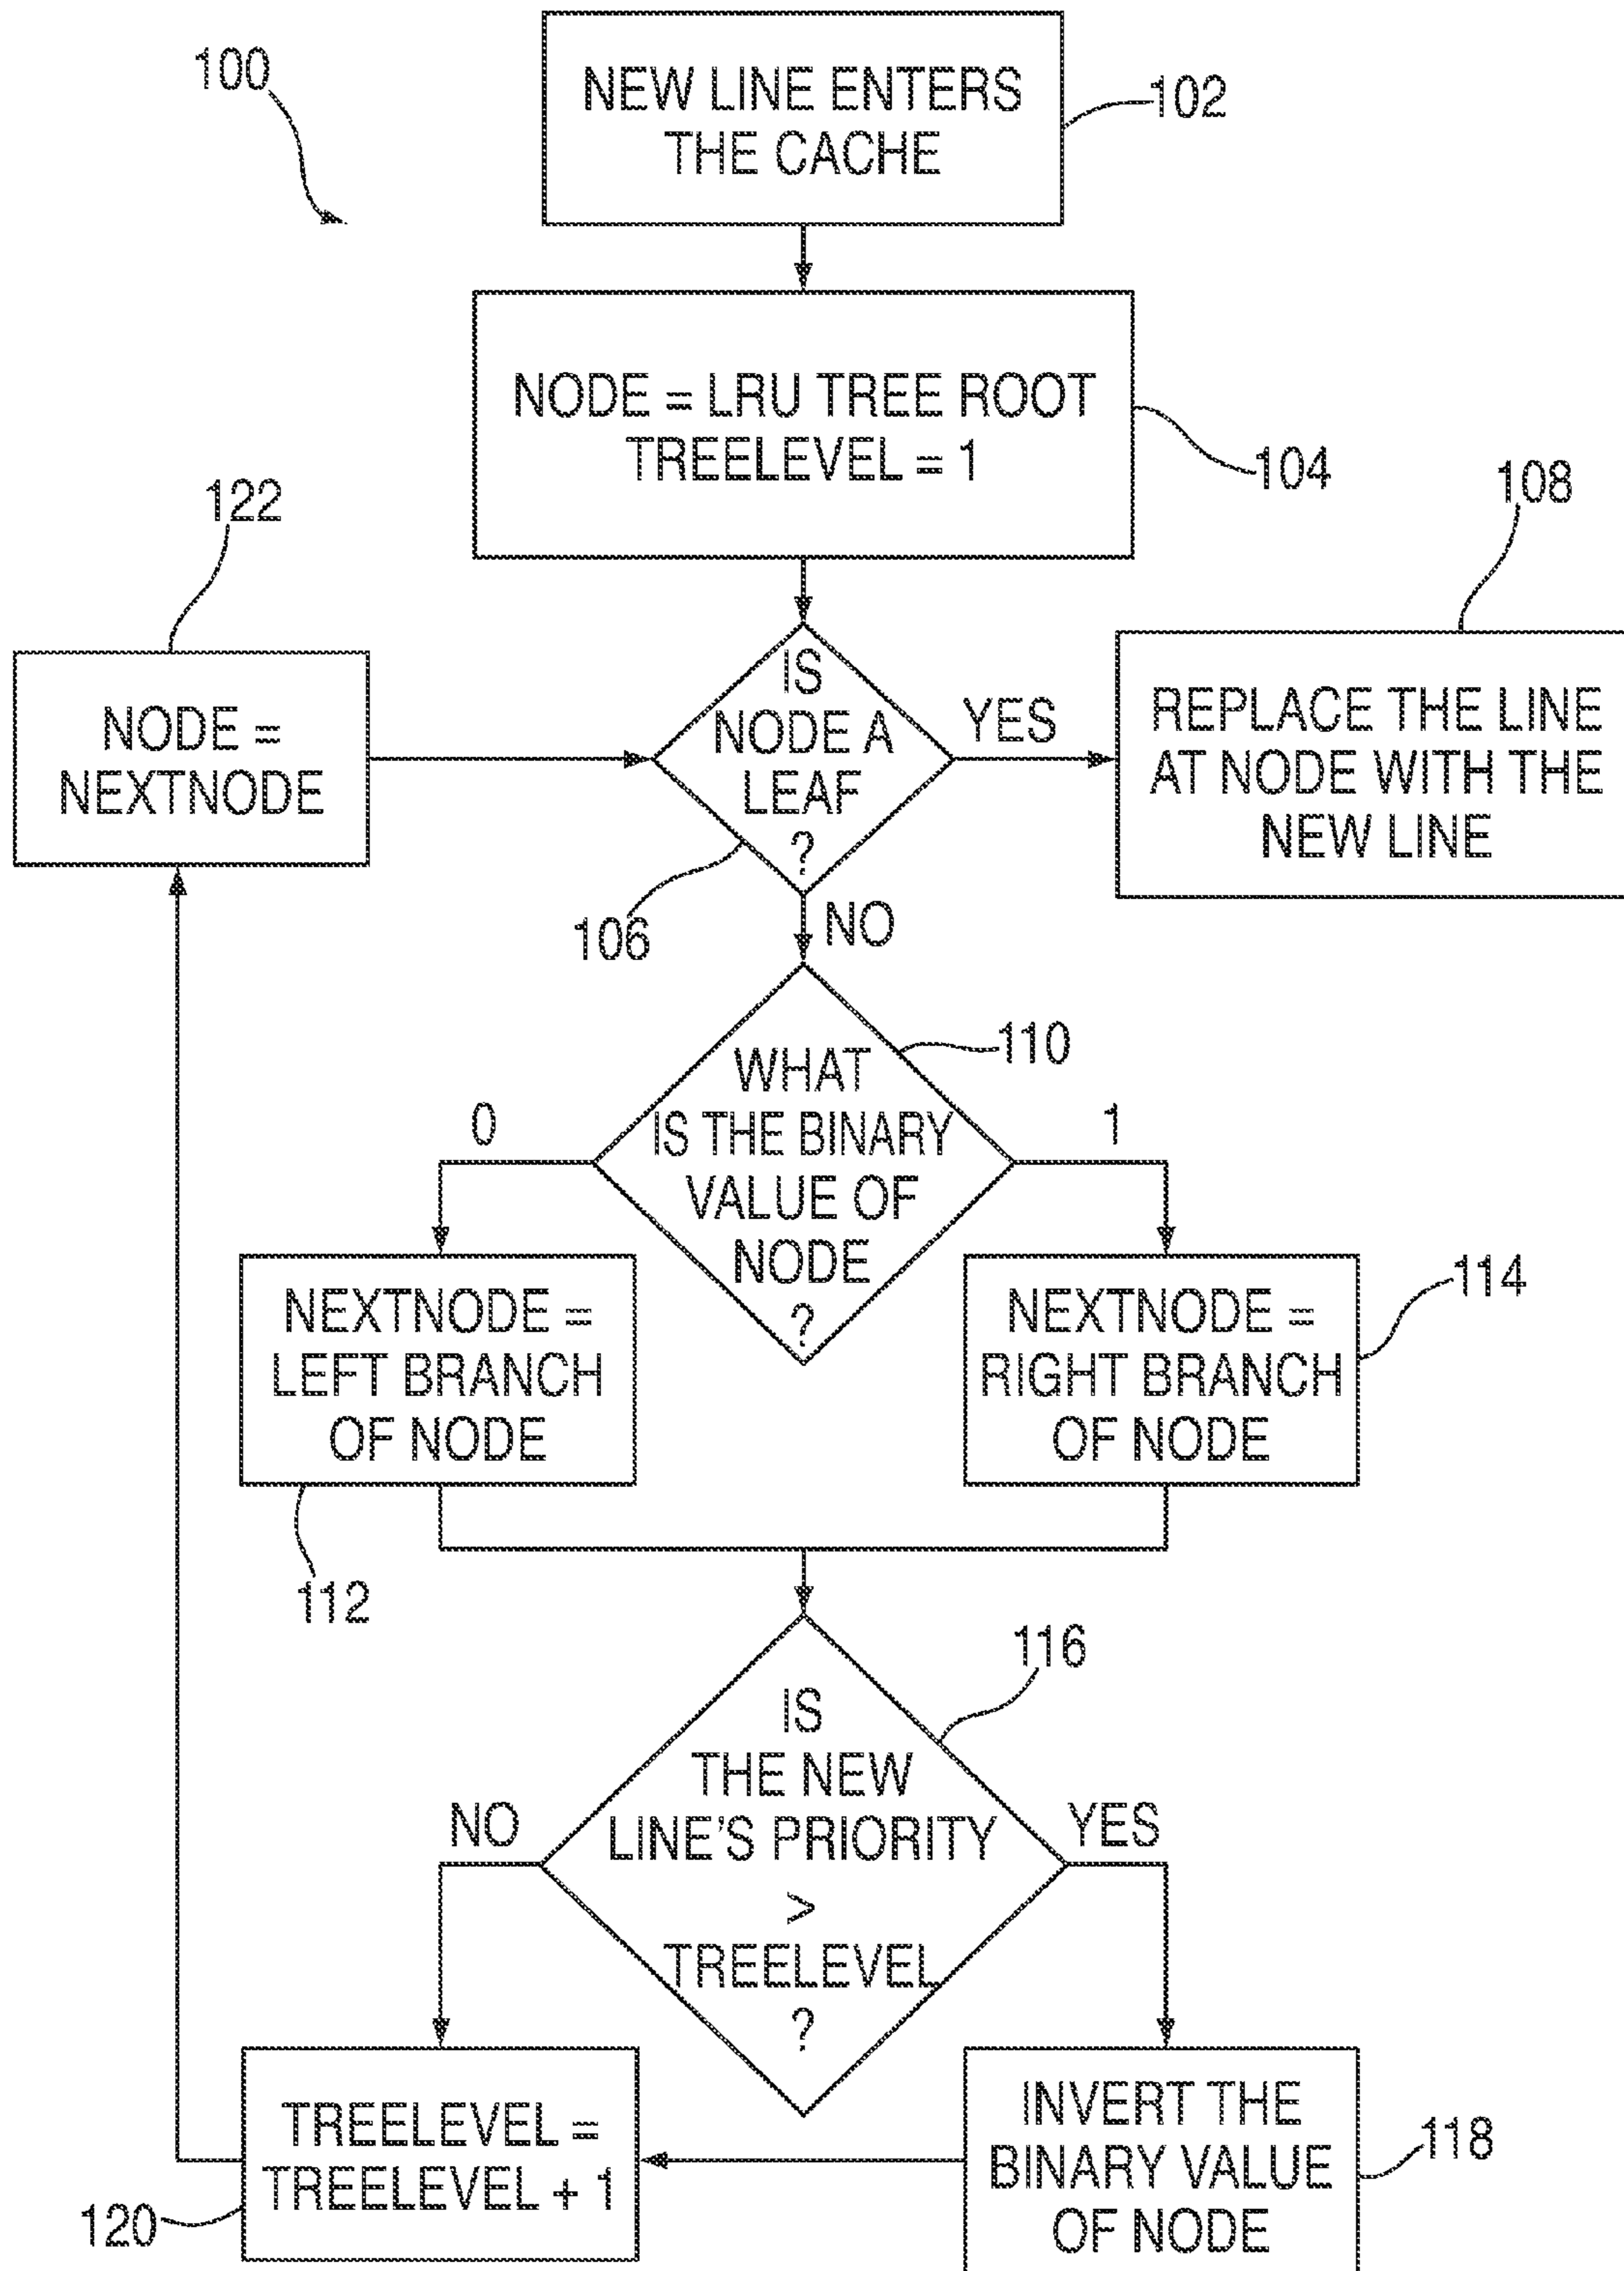 100
NEW LINE ENTERS
THE CACHE
102
NODE = LRU TREE ROOT
TREELEVEL = 1
104
122
NODE =
NEXTNODE
IS
NODE A
LEAF
?
106
YES
108
REPLACE THE LINE
AT NODE WITH THE
NEW LINE
NO
WHAT
IS THE BINARY
VALUE OF
NODE
?
110
0
1
NEXTNODE =
LEFT BRANCH
OF NODE
112
NEXTNODE =
RIGHT BRANCH
OF NODE
114
IS
THE NEW
LINE'S PRIORITY
>
TREELEVEL
?
116
NO
YES
TREELEVEL =
TREELEVEL + 1
120
INVERT THE
BINARY VALUE
OF NODE
118